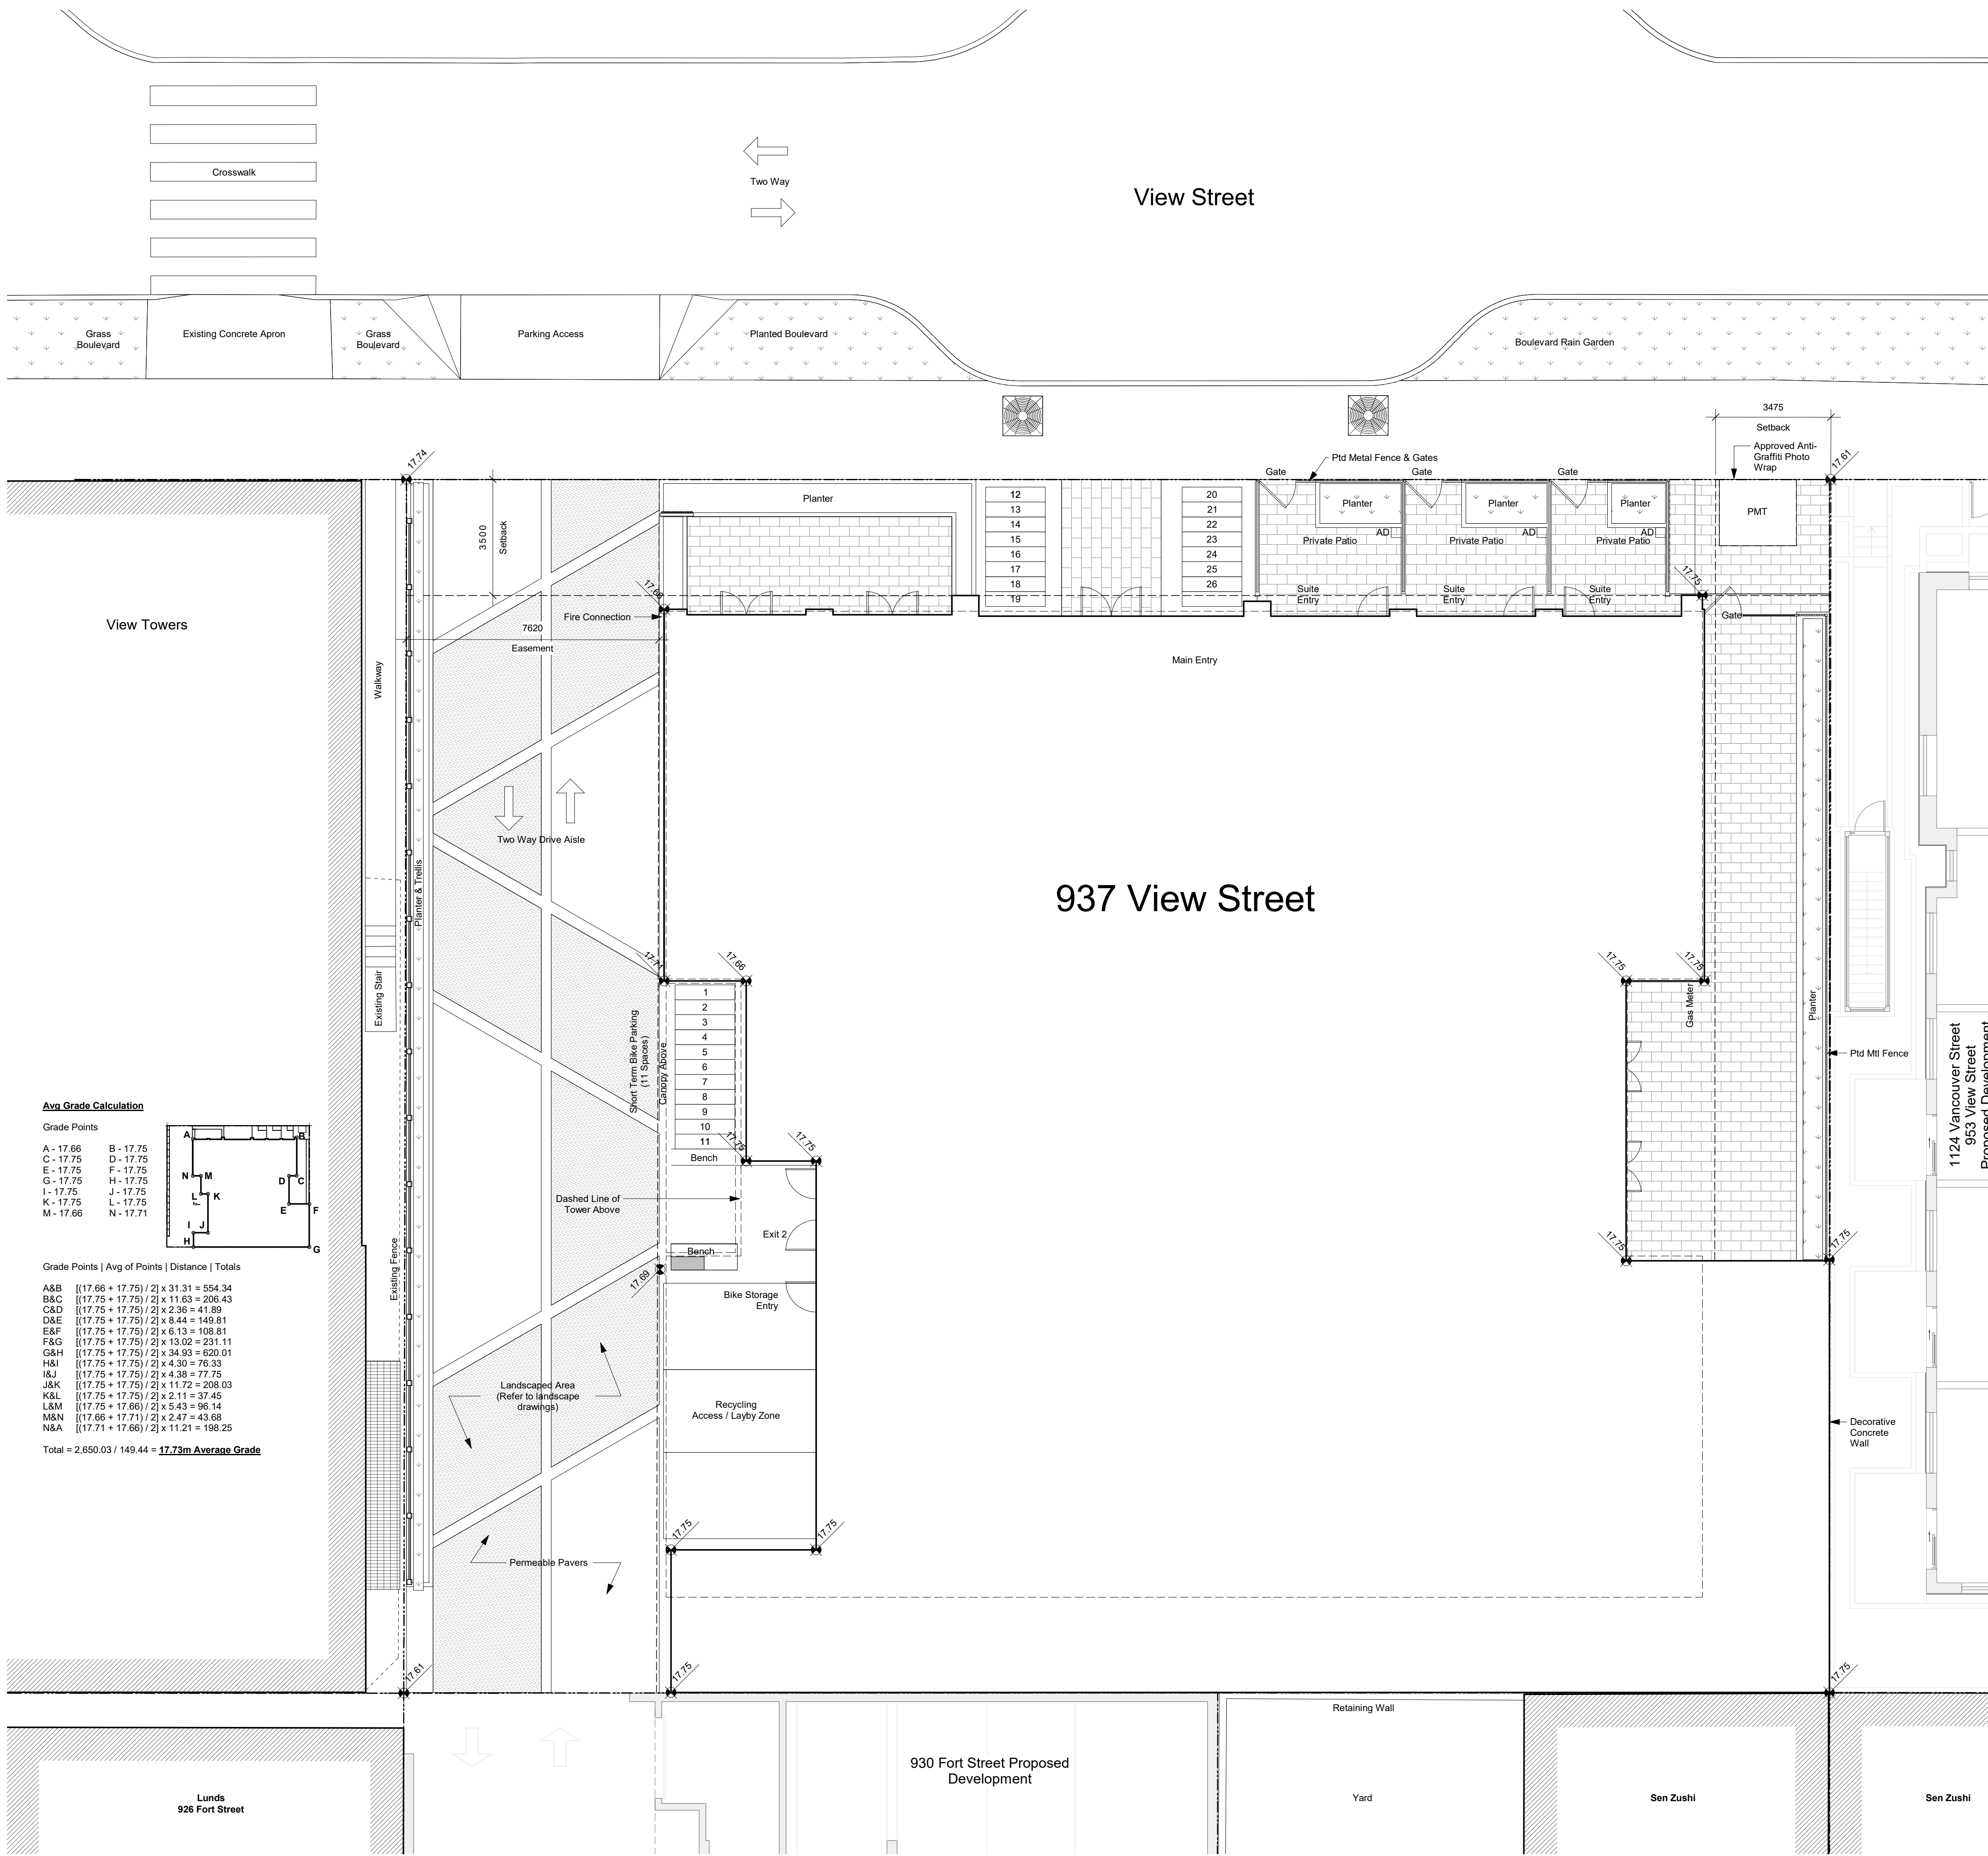 Crosswalk
Two Way
View Street
Grass
Boulevard
Existing Concrete Apron
Grass
Boulevard
Parking Access
Planted Boulevard
Boulevard Rain Garden
3475
Setback
Approved Anti-
Graffiti Photo
Wrap
17.74
17.61
Ptd Metal Fence & Gates
Gate
Gate
Gate
3500
Setback
Planter
12
13
14
15
16
17
18
19
20
21
22
23
24
25
26
Planter
Planter
Planter
PMT
AD
AD
AD
Private Patio
Private Patio
Private Patio
Suite
Entry
Suite
Entry
Suite
Entry
17.75
Gate
17.66
Fire Connection
7620
Easement
View Towers
Walkway
Main Entry
Two Way Drive Aisle
Planter & Trellis
937 View Street
Existing Stair
17.71
17.66
17.75
17.75
Short Term Bike Parking
(11 Spaces)
Canopy Above
1
2
3
4
5
6
7
8
9
10
11
Bench
17.75
17.75
Gas Meter
Planter
Ptd Mtl Fence
1124 Vancouver Street
953 View Street
Proposed Development
Dashed Line of
Tower Above
Exit 2
Bench
17.69
Bike Storage
Entry
17.75
17.75
Existing Fence
Avg Grade Calculation
Grade Points
A - 17.66 B - 17.75
C - 17.75 D - 17.75
E - 17.75 F - 17.75
G - 17.75 H - 17.75
I - 17.75 J - 17.75
K - 17.75 L - 17.75
M - 17.66 N - 17.71
A
B
N
M
D
C
L
K
E
F
I
J
H
G
Grade Points | Avg of Points | Distance | Totals
A&B [(17.66 + 17.75) / 2] x 31.31 = 554.34
B&C [(17.75 + 17.75) / 2] x 11.63 = 206.43
C&D [(17.75 + 17.75) / 2] x 2.36 = 41.89
D&E [(17.75 + 17.75) / 2] x 8.44 = 149.81
E&F [(17.75 + 17.75) / 2] x 6.13 = 108.81
F&G [(17.75 + 17.75) / 2] x 13.02 = 231.11
G&H [(17.75 + 17.75) / 2] x 34.93 = 620.01
H&I [(17.75 + 17.75) / 2] x 4.30 = 76.33
I&J [(17.75 + 17.75) / 2] x 4.38 = 77.75
J&K [(17.75 + 17.75) / 2] x 11.72 = 208.03
K&L [(17.75 + 17.75) / 2] x 2.11 = 37.45
L&M [(17.75 + 17.66) / 2] x 5.43 = 96.14
M&N [(17.66 + 17.71) / 2] x 2.47 = 43.68
N&A [(17.71 + 17.66) / 2] x 11.21 = 198.25
Total = 2,650.03 / 149.44 = 17.73m Average Grade
Landscaped Area
(Refer to landscape
drawings)
Recycling
Access / Layby Zone
Decorative
Concrete
Wall
17.75
17.75
Permeable Pavers
17.61
17.75
17.75
Retaining Wall
930 Fort Street Proposed
Development
Lunds
926 Fort Street
Yard
Sen Zushi
Sen Zushi